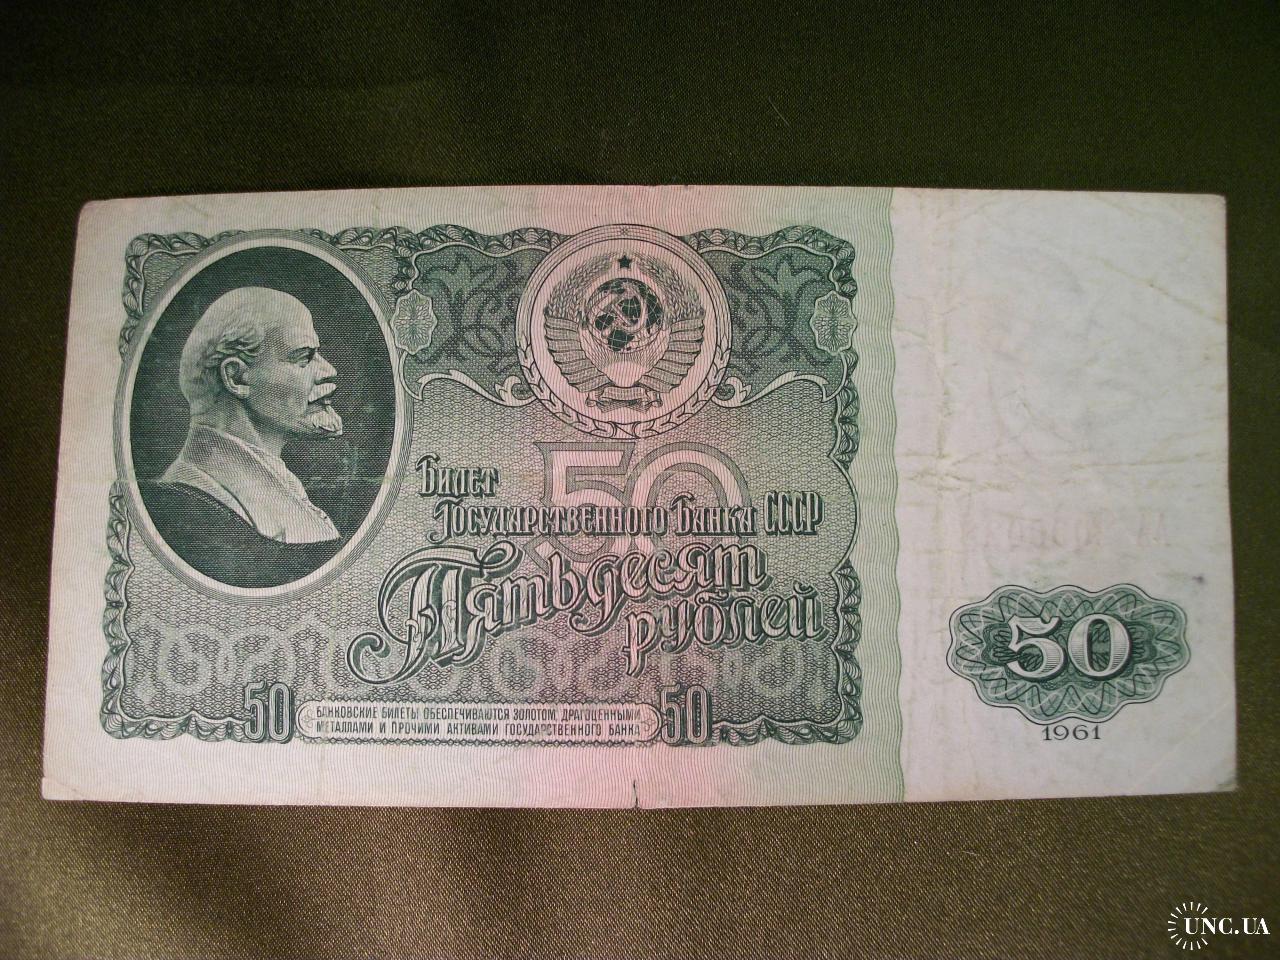 50
Билет
Государственного Банка СССР
Пятьдесят
рублей
50 БАНКОВСКИЕ БИЛЕТЫ ОБЕСПЕЧИВАЮТСЯ ЗОЛОТОМ, ДРАГОЦЕННЫМИ 50
МЕТАЛЛАМИ И ПРОЧИМИ АКТИВАМИ ГОСУДАРСТВЕННОГО БАНКА
50
1961
UNC.UA